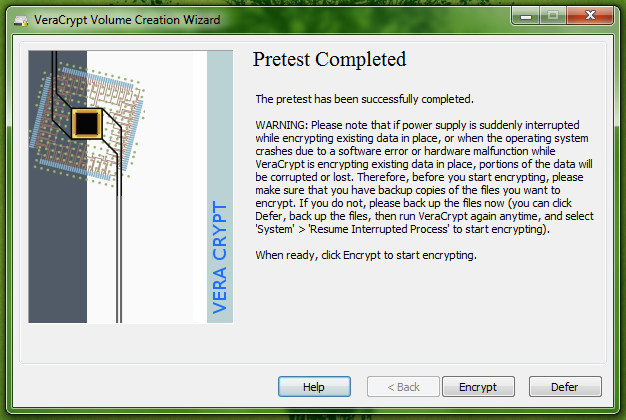 VeraCrypt Volume Creation Wizard
Pretest Completed
The pretest has been successfully completed.
WARNING: Please note that if power supply is suddenly interrupted
while encrypting existing data in place, or when the operating system
crashes due to a software error or hardware malfunction while
VeraCrypt is encrypting existing data in place, portions of the data will
be corrupted or lost. Therefore, before you start encrypting, please
make sure that you have backup copies of the files you want to
encrypt. If you do not, please back up the files now (you can click
Defer, back up the files, then run VeraCrypt again anytime, and select
'System' > 'Resume Interrupted Process' to start encrypting).
When ready, click Encrypt to start encrypting.
VERA CRYPT
Help
< Back
Encrypt
Defer